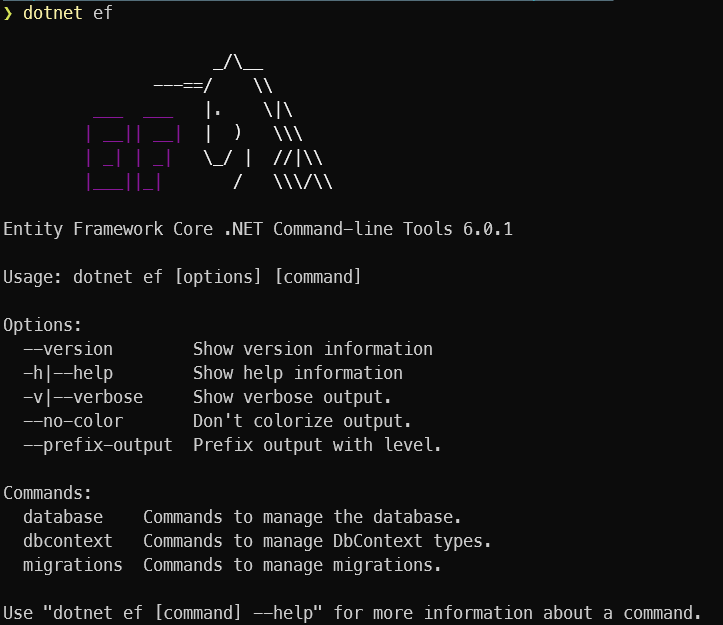 ❯ dotnet ef

                     _/\__
               ---==/    \\
         ___  ___   |.    \|\
        | __|| __|  |  )   \\\
        | _| | _|   \_/ |  //|\\
        |___||_|       /   \\\/\\

Entity Framework Core .NET Command-line Tools 6.0.1

Usage: dotnet ef [options] [command]

Options:
  --version        Show version information
  -h|--help        Show help information
  -v|--verbose     Show verbose output.
  --no-color       Don't colorize output.
  --prefix-output  Prefix output with level.

Commands:
  database    Commands to manage the database.
  dbcontext   Commands to manage DbContext types.
  migrations  Commands to manage migrations.

Use "dotnet ef [command] --help" for more information about a command.